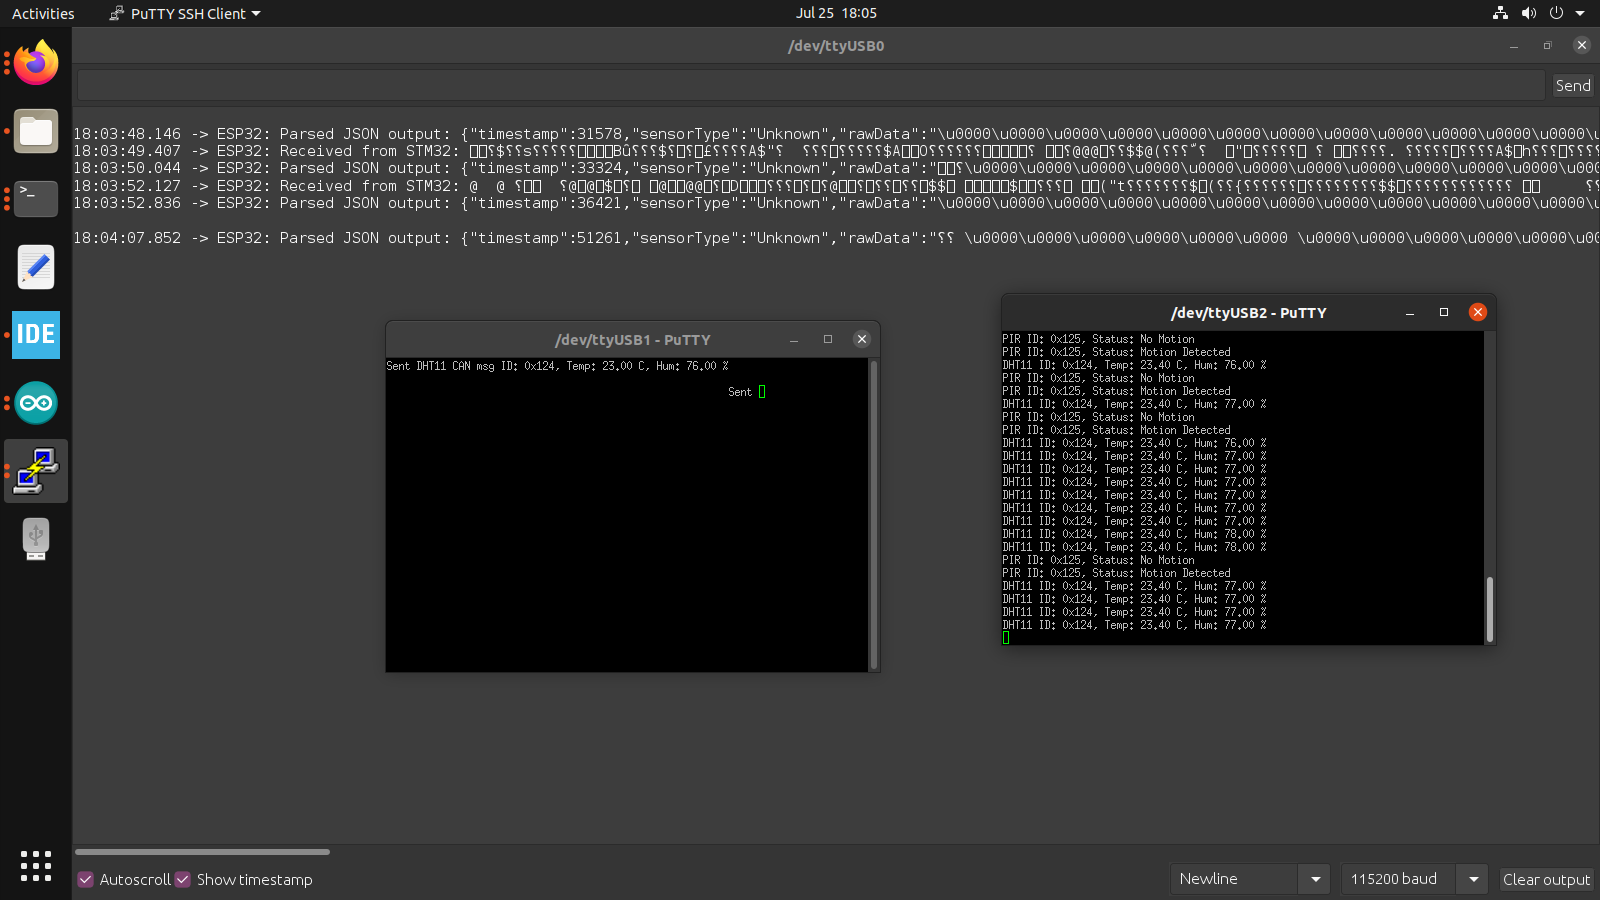 Activities
PuTTY SSH Client
Jul 25 18:05
/dev/ttyUSB0
Send
18:03:48.146 -> ESP32: Parsed JSON output: {"timestamp":31578,"sensorType":"Unknown","rawData":"\u0000\u0000\u0000\u0000\u0000\u0000\u0000\u0000\u0000\u0000\u0000
18:03:49.407 -> ESP32: Received from STM32:
18:03:50.044 -> ESP32: Parsed JSON output: {"timestamp":33324,"sensorType":"Unknown","rawData":"
18:03:52.127 -> ESP32: Received from STM32:
18:03:52.836 -> ESP32: Parsed JSON output: {"timestamp":36421,"sensorType":"Unknown","rawData":"\u0000\u0000\u0000\u0000\u0000\u0000\u0000\u0000\u0000\u0000\u0000
18:04:07.852 -> ESP32: Parsed JSON output: {"timestamp":51261,"sensorType":"Unknown","rawData":"؟؟ \u0000\u0000\u0000\u0000 \u0000\u0000 \u0000\u0000\u0000\u0000\u0000
IDE
/dev/ttyUSB1 - PuTTY
Sent DHT11 CAN msg ID: 0x124, Temp: 23.00 C, Hum: 76.00 %
Sent
/dev/ttyUSB2 - PuTTY
PIR ID: 0x125, Status: No Motion
PIR ID: 0x125, Status: Motion Detected
DHT11 ID: 0x124, Temp: 23.40 C, Hum: 76.00 %
PIR ID: 0x125, Status: No Motion
PIR ID: 0x125, Status: Motion Detected
DHT11 ID: 0x124, Temp: 23.40 C, Hum: 77.00 %
PIR ID: 0x125, Status: No Motion
PIR ID: 0x125, Status: Motion Detected
DHT11 ID: 0x124, Temp: 23.40 C, Hum: 76.00 %
DHT11 ID: 0x124, Temp: 23.40 C, Hum: 77.00 %
DHT11 ID: 0x124, Temp: 23.40 C, Hum: 77.00 %
DHT11 ID: 0x124, Temp: 23.40 C, Hum: 77.00 %
DHT11 ID: 0x124, Temp: 23.40 C, Hum: 77.00 %
DHT11 ID: 0x124, Temp: 23.40 C, Hum: 77.00 %
DHT11 ID: 0x124, Temp: 23.40 C, Hum: 77.00 %
DHT11 ID: 0x124, Temp: 23.40 C, Hum: 78.00 %
DHT11 ID: 0x124, Temp: 23.40 C, Hum: 78.00 %
PIR ID: 0x125, Status: No Motion
PIR ID: 0x125, Status: Motion Detected
DHT11 ID: 0x124, Temp: 23.40 C, Hum: 77.00 %
DHT11 ID: 0x124, Temp: 23.40 C, Hum: 77.00 %
DHT11 ID: 0x124, Temp: 23.40 C, Hum: 77.00 %
DHT11 ID: 0x124, Temp: 23.40 C, Hum: 77.00 %
Autoscroll
Show timestamp
Newline
115200 baud
Clear output